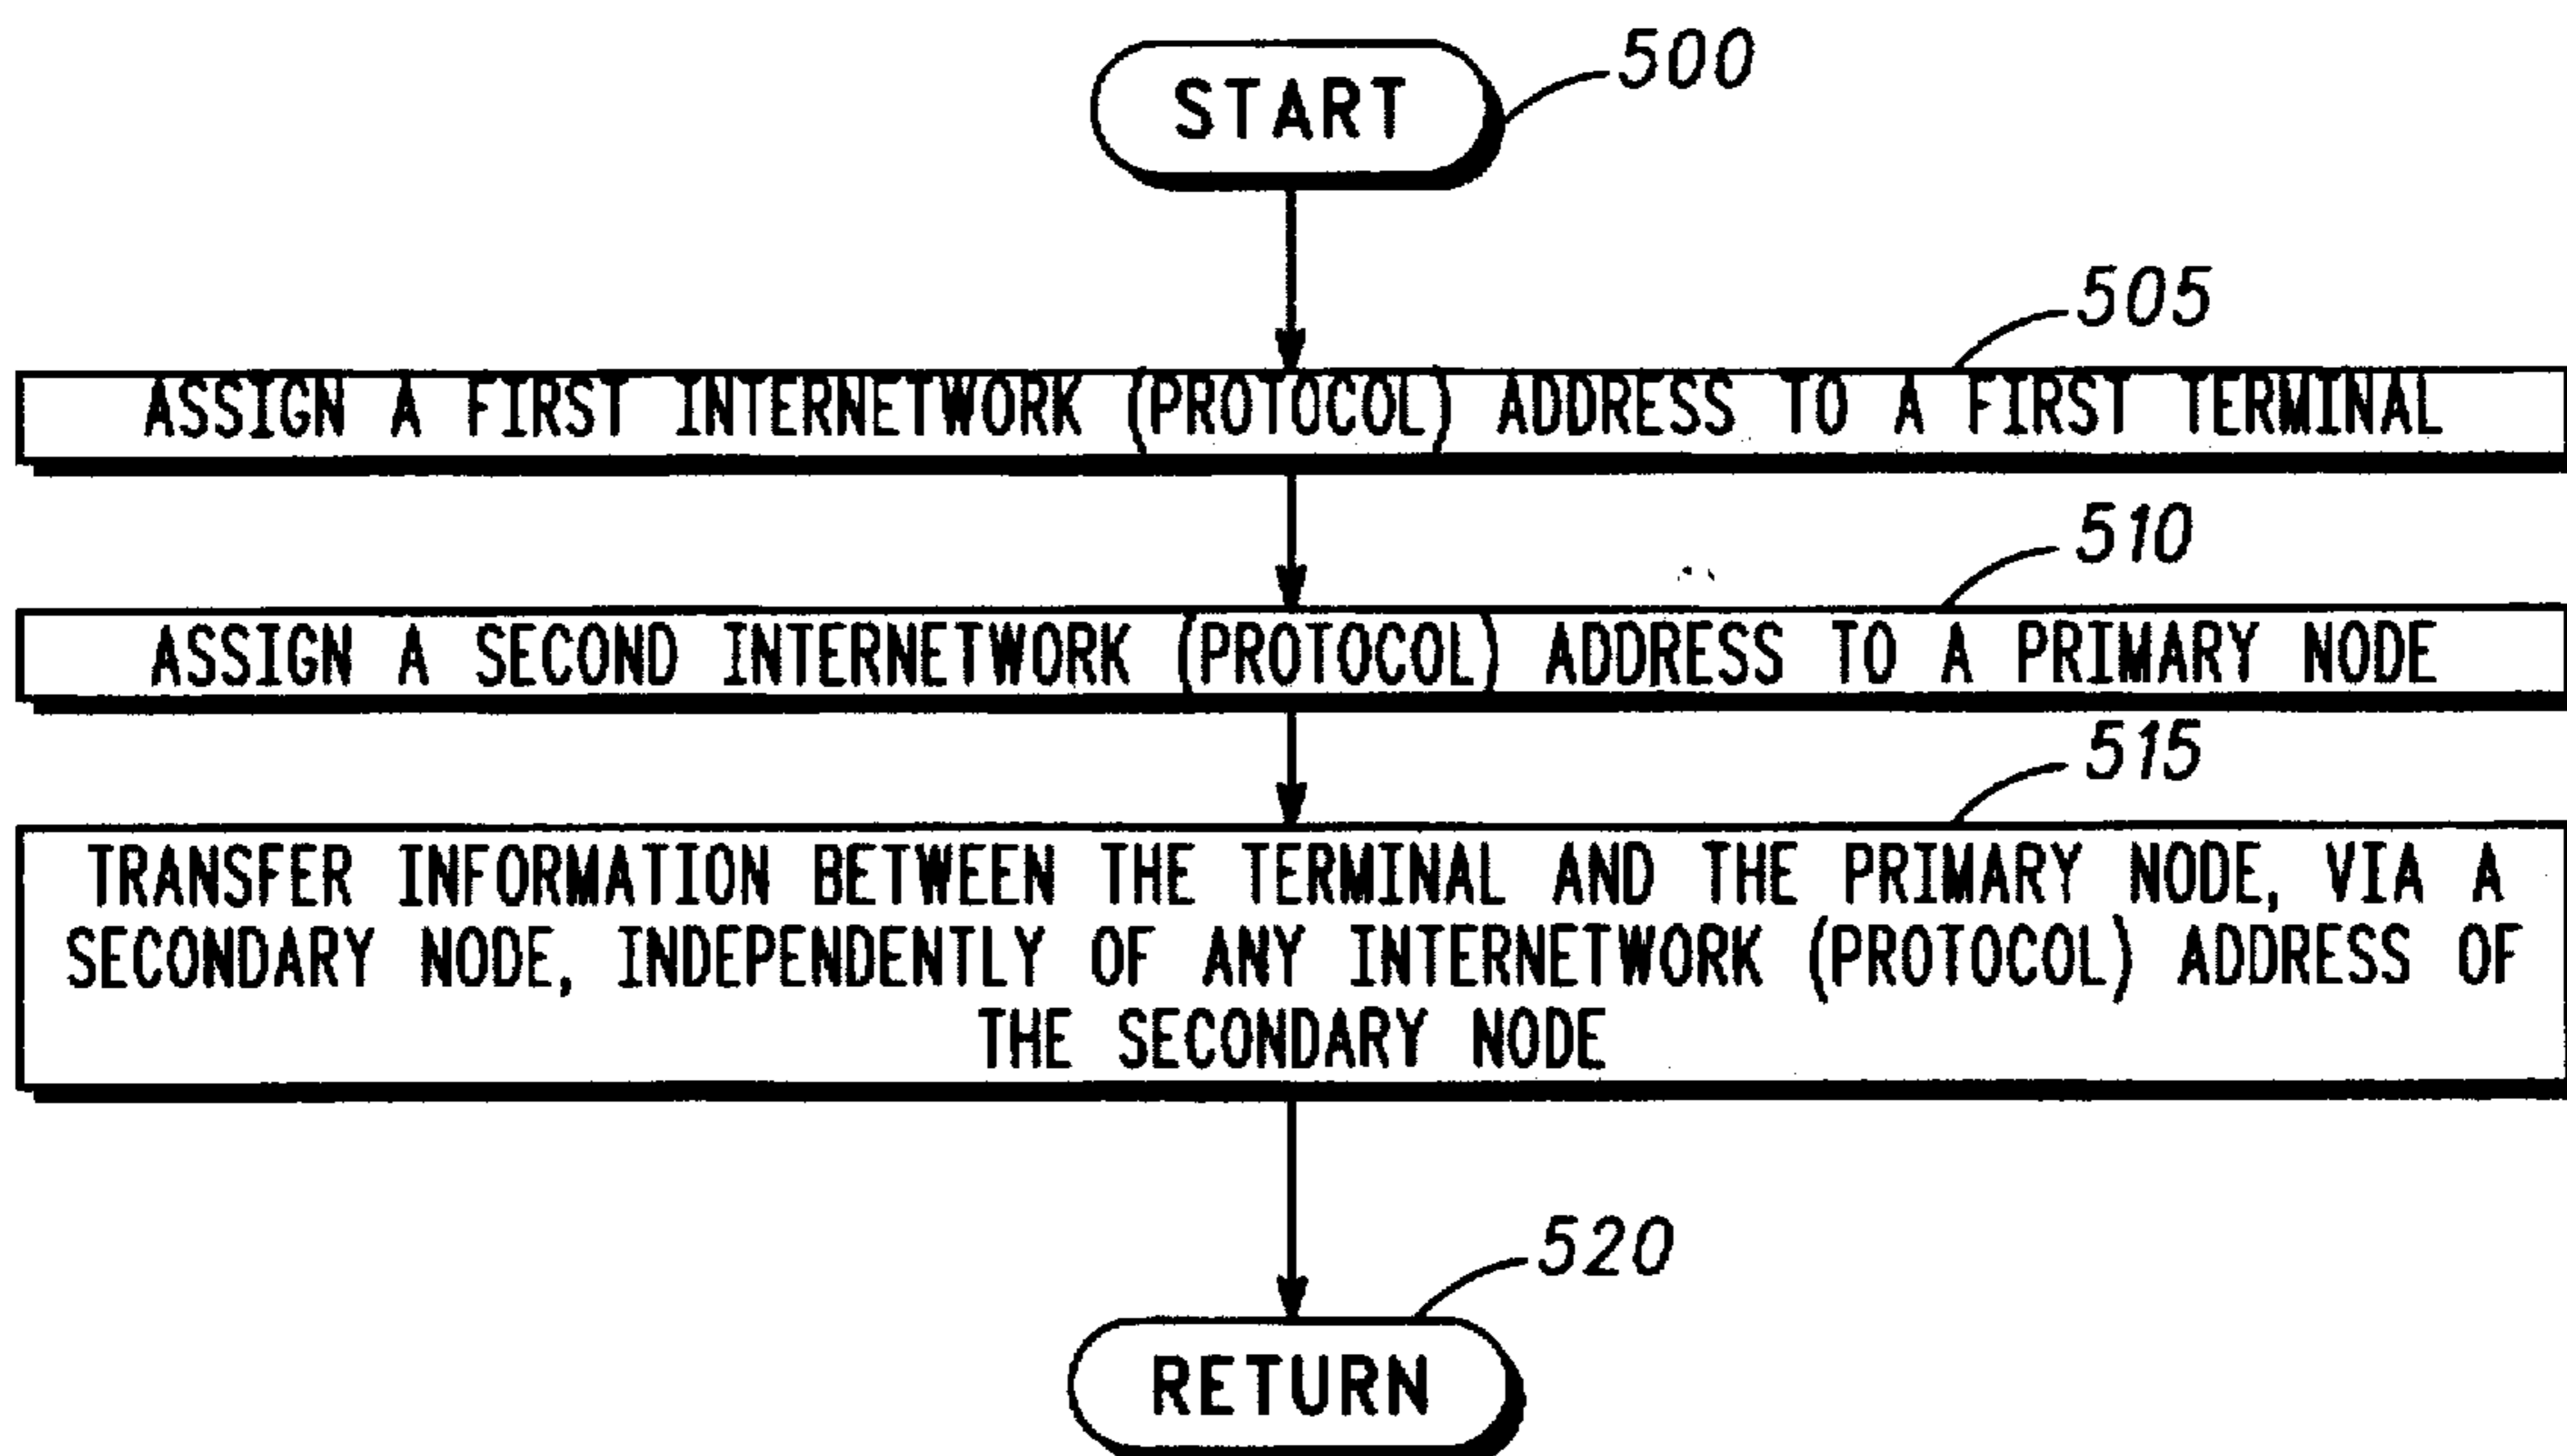 START
500
505
ASSIGN A FIRST INTERNETWORK (PROTOCOL) ADDRESS TO A FIRST TERMINAL
510
ASSIGN A SECOND INTERNETWORK (PROTOCOL) ADDRESS TO A PRIMARY NODE
515
TRANSFER INFORMATION BETWEEN THE TERMINAL AND THE PRIMARY NODE, VIA A
SECONDARY NODE, INDEPENDENTLY OF ANY INTERNETWORK (PROTOCOL) ADDRESS OF
THE SECONDARY NODE
520
RETURN